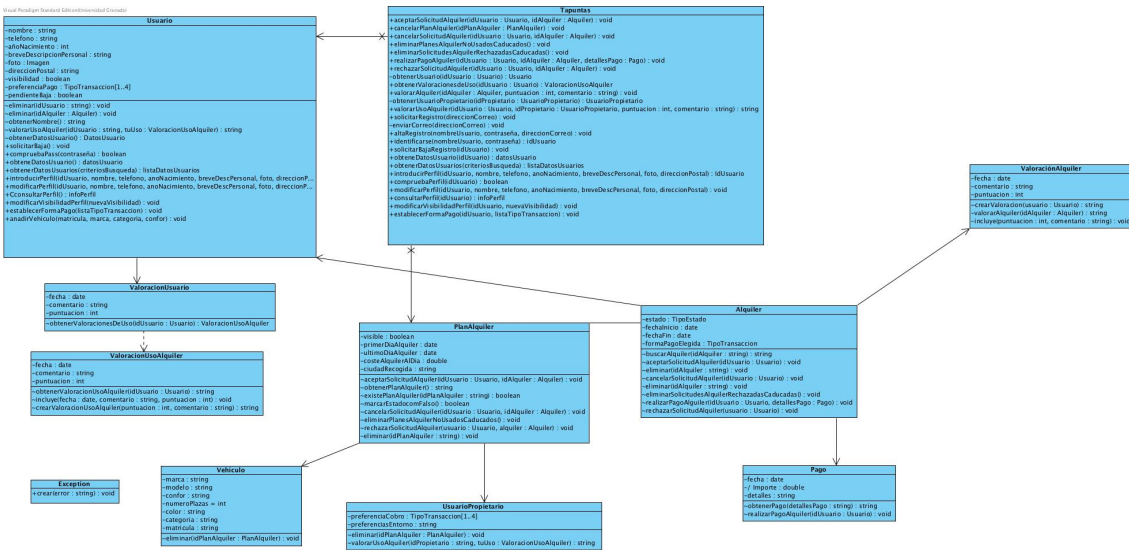 Visual Paradigm Standard Edition(Universidad Granada)
Usuario
-nombre : string
-telefono : string
-añoNacimiento : int
-breveDescripcionPersonal : string
-foto : Imagen
-direccionPostal : string
-visibilidad : boolean
-preferenciaPago : TipoTransaccion[1..4]
-pendienteBaja : boolean
+eliminar(idUsuario : string) : void
+eliminar(idAlquiler : Alquiler) : void
-obtenerNombre() : string
-valorarUsoAlquiler(idUsuario : string, tuUso : ValoracionUsoAlquiler) : string
-obtenerDatosUsuario() : DatosUsuario
+solicitarBaja() : void
+compruebaPass(contraseña) : boolean
+obteneDatosUsuario() : datosUsuario
+obtenerDatosUsuarios(criteriosBusqueda) : listaDatosUsuarios
+introducirPerfil(idUsuario, nombre, telefono, anoNacimiento, breveDescPersonal, foto, direccionP...
+modificarPerfil(idUsuario, nombre, telefono, anoNacimiento, breveDescPersonal, foto, direccionP...
+CconsultarPerfil() : infoPerfil
+modificarVisibilidadPerfil(nuevaVisibilidad) : void
+establecerFormaPago(listaTipoTransaccion) : void
+anadirVehiculo(matricula, marca, categoria, confor) : void
Tapuntas
+aceptarSolicitudAlquiler(idUsuario : Usuario, idAlquiler : Alquiler) : void
+cancelarPlanAlquiler(idPlanAlquiler : PlanAlquiler) : void
+cancelarSolicitudAlquiler(idUsuario : Usuario, idAlquiler : Alquiler) : void
+eliminarPlanesAlquilerNoUsadosCaducados() : void
+eliminarSolicitudesAlquilerRechazadasCaducadas() : void
+realizarPagoAlquiler(idUsuario : Usuario, idAlquiler : Alquiler, detallesPago : Pago) : void
+rechazarSolicitudAlquiler(idUsuario : Usuario, idAlquiler : Alquiler) : void
-obtenerUsuario(idUsuario : Usuario) : Usuario
+obtenerValoracionesdeUso(idUsuario : Usuario) : ValoracionUsoAlquiler
+valorarAlquiler(idAlquiler : Alquiler, puntuacion : int, comentario : string) : void
-obtenerUsuarioPropietario(idPropietario : UsuarioPropietario) : UsuarioPropietario
+valorarUsoAlquiler(idUsuario : Usuario, idPropietario : UsuarioPropietario, puntuacion : int, comentario : string) : string
+solicitarRegistro(direccionCorreo) : void
-enviarCorreo(direccionCorreo) : void
+altaRegistro(nombreUsuario, contraseña, direccionCorreo) : void
+identificarse(nombreUsuario, contraseña) : idUsuario
+solicitarBajaRegistro(idUsuario) : void
+obteneDatosUsuario(idUsuario) : datosUsuario
+obtenerDatosUsuarios(criteriosBusqueda) : listaDatosUsuarios
+introducirPerfil(idUsuario, nombre, telefono, anoNacimiento, breveDescPersonal, foto, direccionPostal) : IdUsuario
+compruebaPerfil(idUsuario) : boolean
+modificarPerfil(idUsuario, nombre, telefono, anoNacimiento, breveDescPersonal, foto, direccionPostal) : void
+consultarPerfil(idUsuario) : infoPerfil
+modificarVisibilidadPerfil(idUsuario, nuevaVisibilidad) : void
+establecerFormaPago(idUsuario, listaTipoTransaccion) : void
ValoraciónAlquiler
-fecha : date
-comentario : string
-puntuacion : int
-crearValoracion(usuario : Usuario) : string
-valorarAlquiler(idAlquiler : Alquiler) : string
-incluye(puntuacion : int, comentario : string) : void
ValoracionUsuario
-fecha : date
-comentario : string
-puntuacion : int
-obtenerValoracionesDeUso(idUsuario : Usuario) : ValoracionUsoAlquiler
ValoracionUsoAlquiler
-fecha : date
-comentario : string
-puntuacion : int
-obtenerValoracionUsoAlquiler(idUsuario : Usuario) : string
-incluye(fecha : date, comentario : string, puntuacion : int) : void
-crearValoracionUsoAlquiler(puntuacion : int, comentario : string) : string
PlanAlquiler
-visible : boolean
-primerDiaAlquiler : date
-ultimoDiaAlquiler : date
-costeAlquilerAlDia : double
-ciudadRecogida : string
-aceptarSolicitudAlquiler(idUsuario : Usuario, idAlquiler : Alquiler) : void
-obtenerPlanAlquiler() : string
-existePlanAlquiler(idPlanAlquiler : string) : boolean
-marcarEstadocomFalso() : boolean
-cancelarSolicitudAlquiler(idUsuario : Usuario, idAlquiler : Alquiler) : void
-eliminarPlanesAlquilerNoUsadosCaducados() : void
-rechazarSolicitudAlquiler(usuario : Usuario, alquiler : Alquiler) : void
-eliminar(idPlanAlquiler : string) : void
Alquiler
-estado : TipoEstado
-fechaInicio : date
-fechaFin : date
-formaPagoElegida : TipoTransaccion
-buscarAlquiler(idAlquiler : string) : string
-aceptarSolicitudAlquiler(idUsuario : Usuario) : void
-eliminar(idAlquiler : string) : void
-cancelarSolicitudAlquiler(idUsuario : Usuario) : void
-eliminar(idAlquiler : string) : void
-eliminarSolicitudesAlquilerRechazadasCaducadas() : void
-realizarPagoAlquiler(idUsuario : Usuario, detallesPago : Pago) : void
-rechazarSolicitud(usuario : Usuario) : void
Exception
+crear(error : string) : void
Vehiculo
-marca : string
-modelo : string
-confor : string
-numeroPlazas = int
-color : string
-categoria : string
-matricula : string
-eliminar(idPlanAlquiler : PlanAlquiler) : void
UsuarioPropietario
-preferenciaCobro : TipoTransaccion[1..4]
-preferenciasEntorno : string
-eliminar(idPlanAlquiler : PlanAlquiler) : void
-valorarUsoAlquiler(idPropietario : string, tuUso : ValoracionUsoAlquiler) : string
Pago
-fecha : date
-/ Importe : double
-detalles : string
-obtenerPago(detallesPago : string) : string
-realizarPagoAlquiler(idUsuario : Usuario) : void